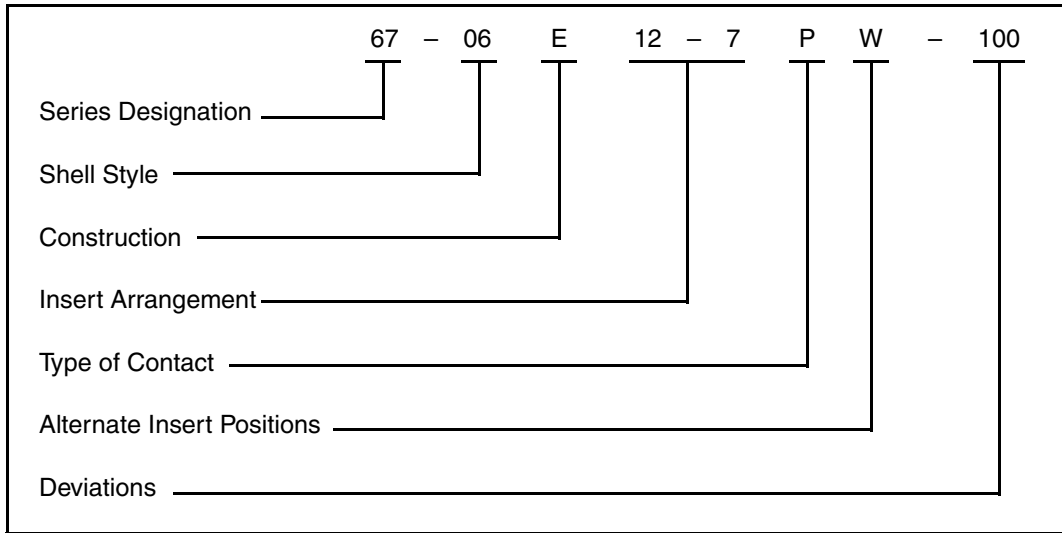 67 – 06 E 12 – 7 P W – 100
Series Designation
Shell Style
Construction
Insert Arrangement
Type of Contact
Alternate Insert Positions
Deviations